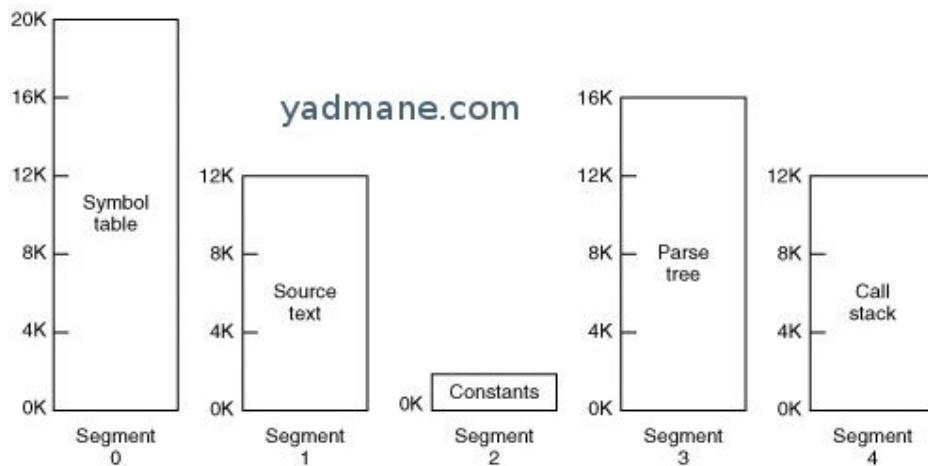 20K
16K
12K
8K
4K
0K
Symbol
table
Segment
0
yadmane.com
12K
8K
4K
0K
Source
text
Segment
1
0K
Constants
Segment
2
16K
12K
8K
4K
0K
Parse
tree
Segment
3
12K
8K
4K
0K
Call
stack
Segment
4